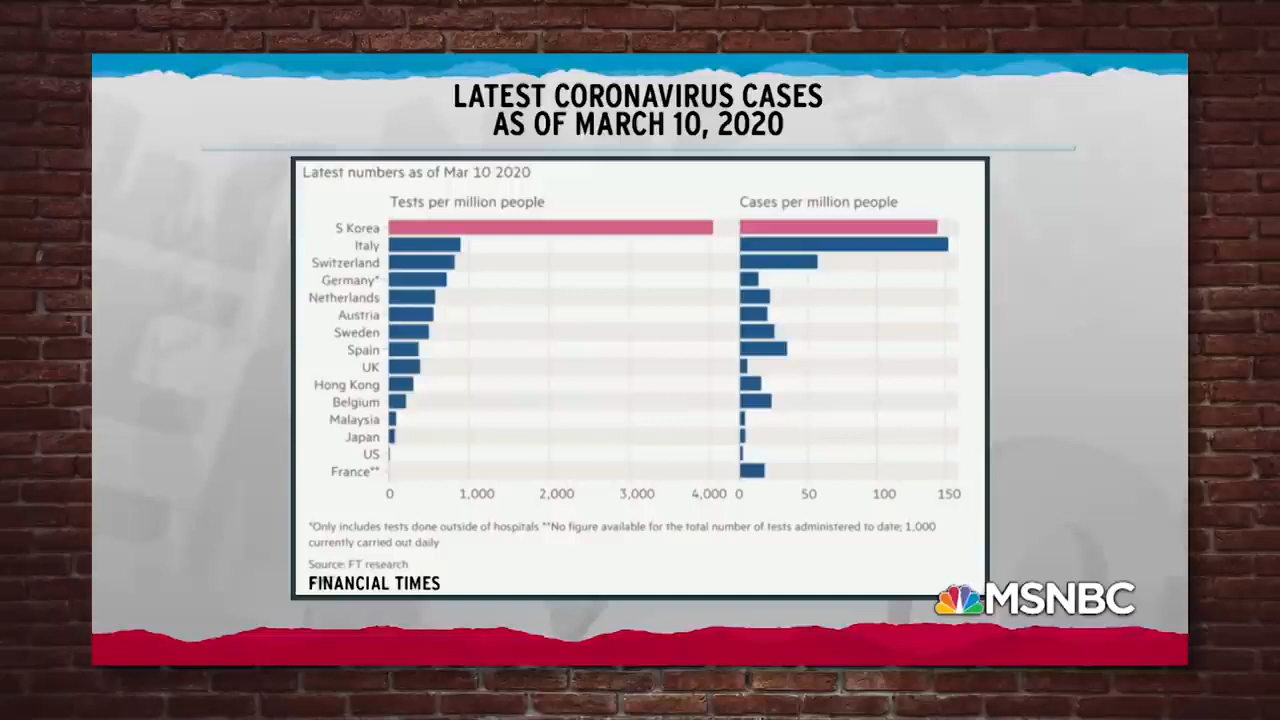 LATEST CORONAVIRUS CASES
AS OF MARCH 10, 2020
Latest numbers as of Mar 10 2020
Tests per million people
Cases per million people
S Korea
Italy
Switzerland
Germany*
Netherlands
Austria
Sweden
Spain
UK
Hong Kong
Belgium
Malaysia
Japan
US
France**
0 1,000 2,000 3,000 4,000 0 50 100 150
*Only includes tests done outside of hospitals **No figure available for the total number of tests administered to date; 1,000
currently carried out daily
Source: FT research
FINANCIAL TIMES
MSNBC